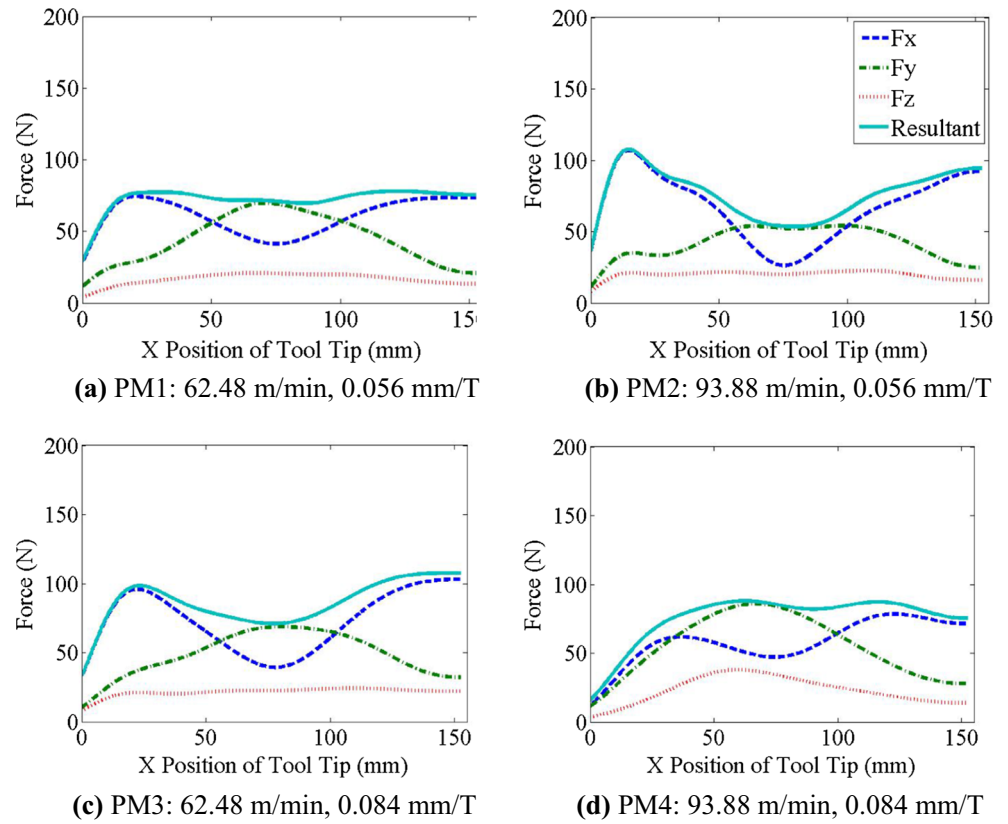 200
150
100
50
0
Force (N)
0 50 100 150
X Position of Tool Tip (mm)
(a) PM1: 62.48 m/min, 0.056 mm/T
200
150
100
50
0
Force (N)
Fx
Fy
Fz
Resultant
0 50 100 150
X Position of Tool Tip (mm)
(b) PM2: 93.88 m/min, 0.056 mm/T
200
150
100
50
0
Force (N)
0 50 100 150
X Position of Tool Tip (mm)
(c) PM3: 62.48 m/min, 0.084 mm/T
200
150
100
50
0
Force (N)
0 50 100 150
X Position of Tool Tip (mm)
(d) PM4: 93.88 m/min, 0.084 mm/T